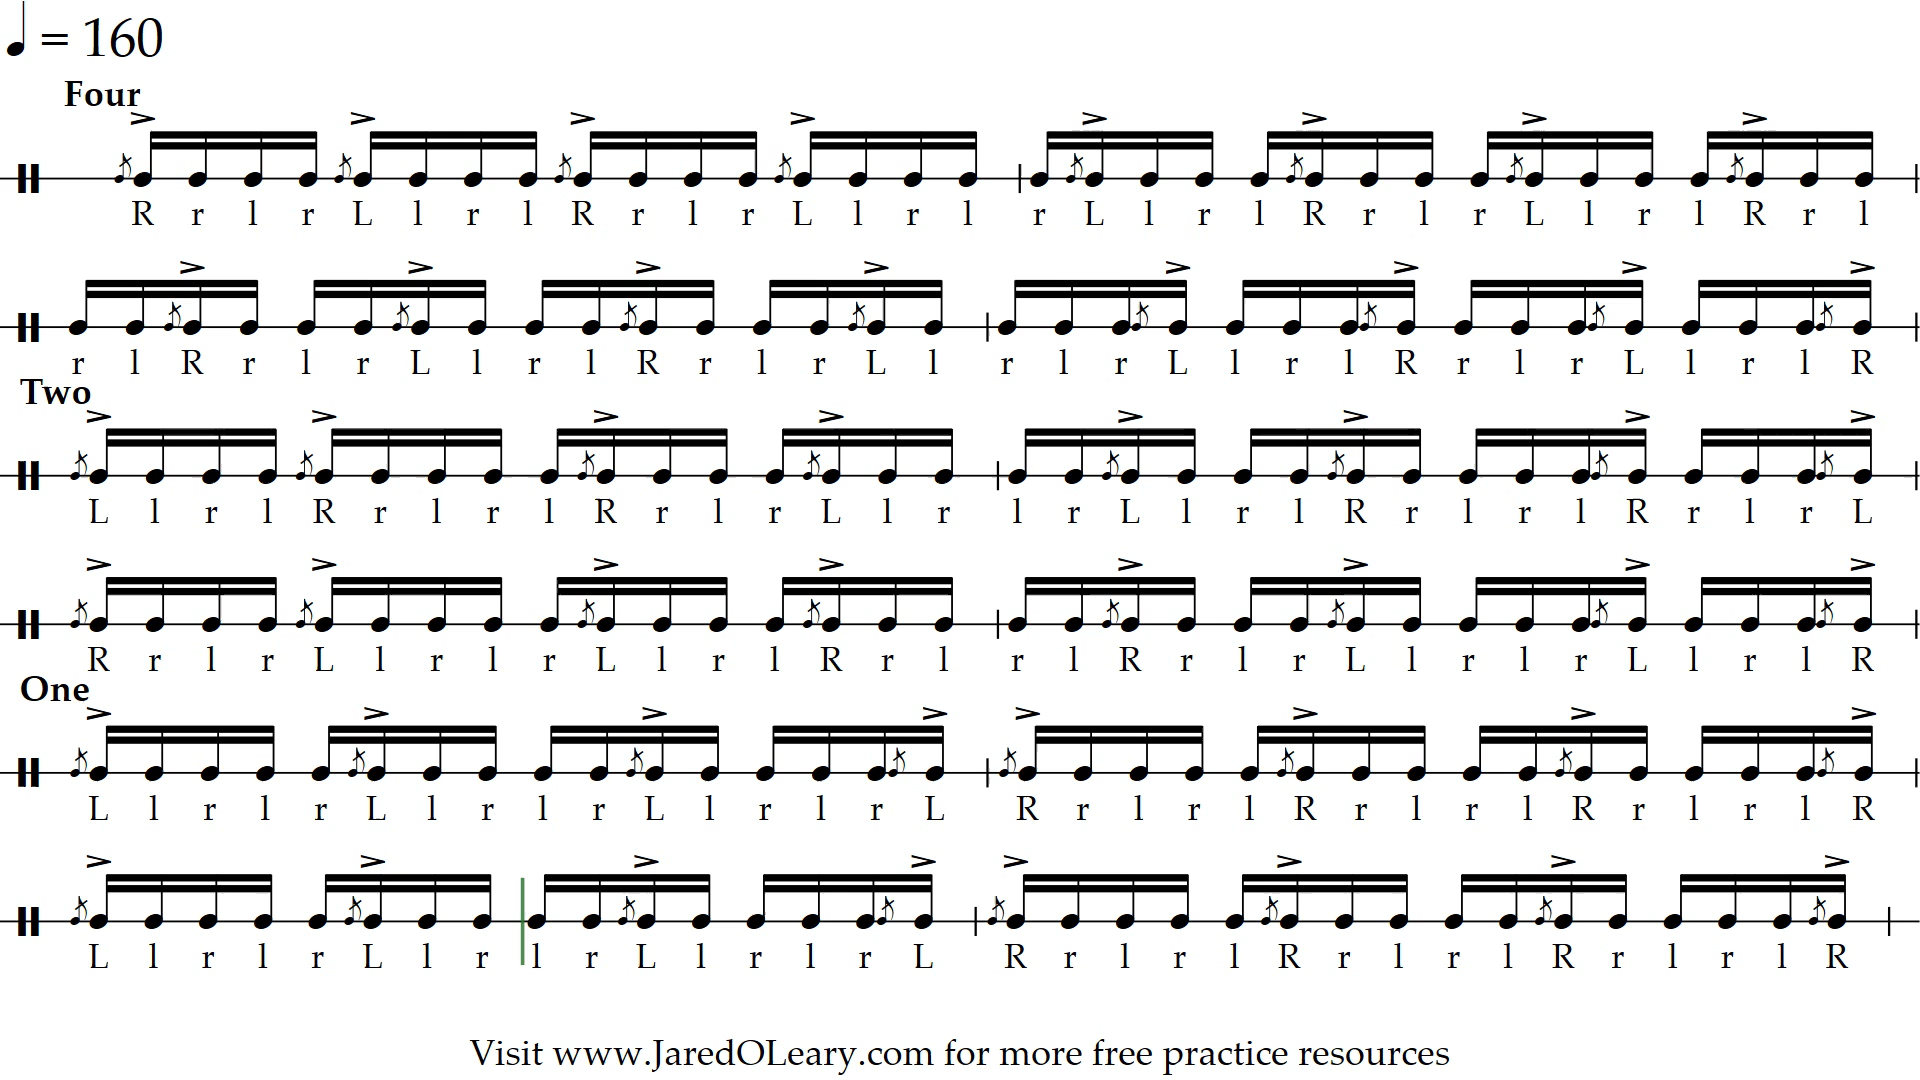 = 160
Four
R r l r L l r l R r l r L l r l r L l r l R r l r L l r l R r l
r l R r l r L l r l R r l r L l r l r L l r l R r l r L l r l R
Two
L l r l R r l r l R r l r L l r l r L l r l R r l r l R r l r L
R r l r L l r l r L l r l R r l r l R r l r L l r l r L l r l R
One
L l r l r L l r l r L l r l r L R r l r l R r l r l R r l r l R
L l r l r L l r l r L l r l r L R r l r l R r l r l R r l r l R
Visit www.JaredOLeary.com for more free practice resources